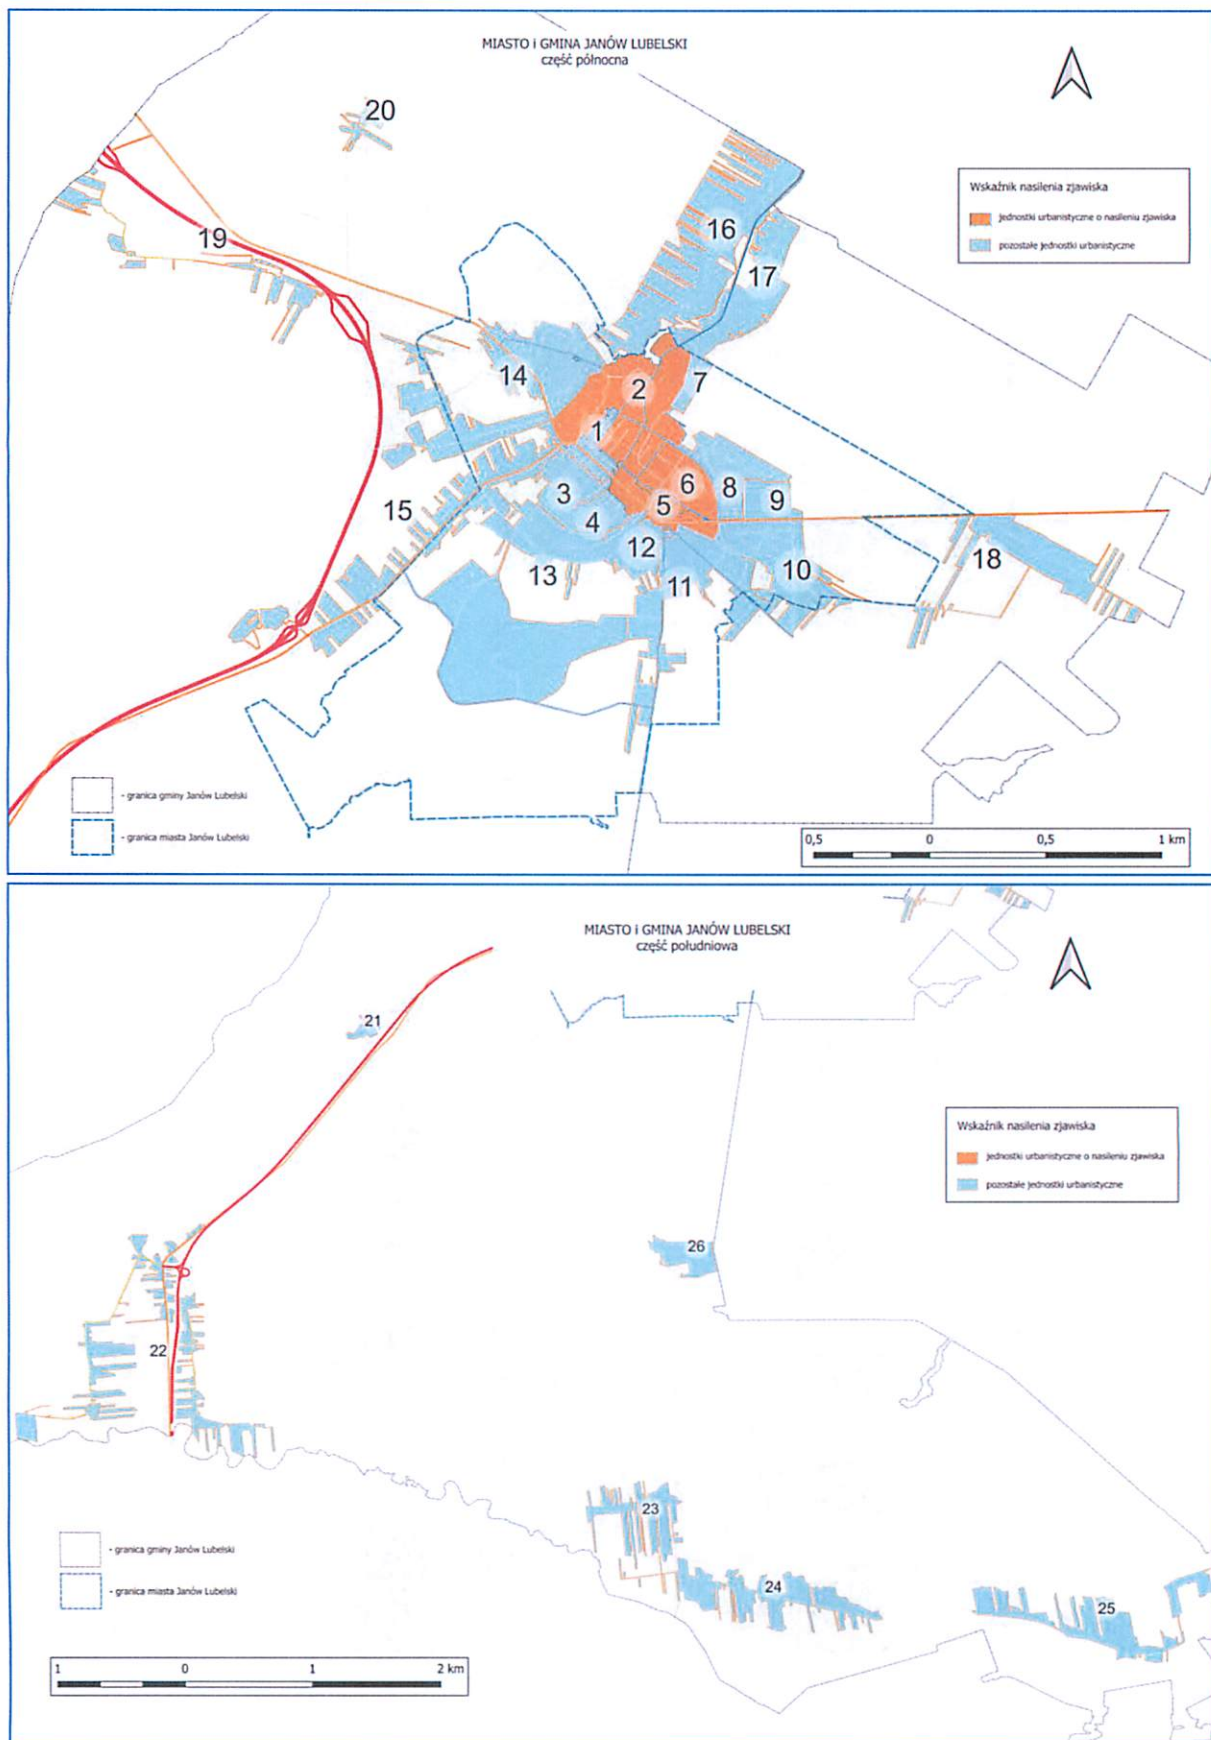 MIASTO i GMINA JANÓW LUBELSKI
część północna
20
Wskaźnik nasilenia zjawiska
jednostki urbanistyczne o nasileniu zjawiska
pozostałe jednostki urbanistyczne
16
19
17
14
2
7
1
3
6
8
9
15
4
5
12
13
11
10
18
- granica gminy Janów Lubelski
- granica miasta Janów Lubelski
0,5 0 0,5 1 km
MIASTO i GMINA JANÓW LUBELSKI
część południowa
21
Wskaźnik nasilenia zjawiska
jednostki urbanistyczne o nasileniu zjawiska
pozostałe jednostki urbanistyczne
26
22
23
24
25
- granica gminy Janów Lubelski
- granica miasta Janów Lubelski
1 0 1 2 km